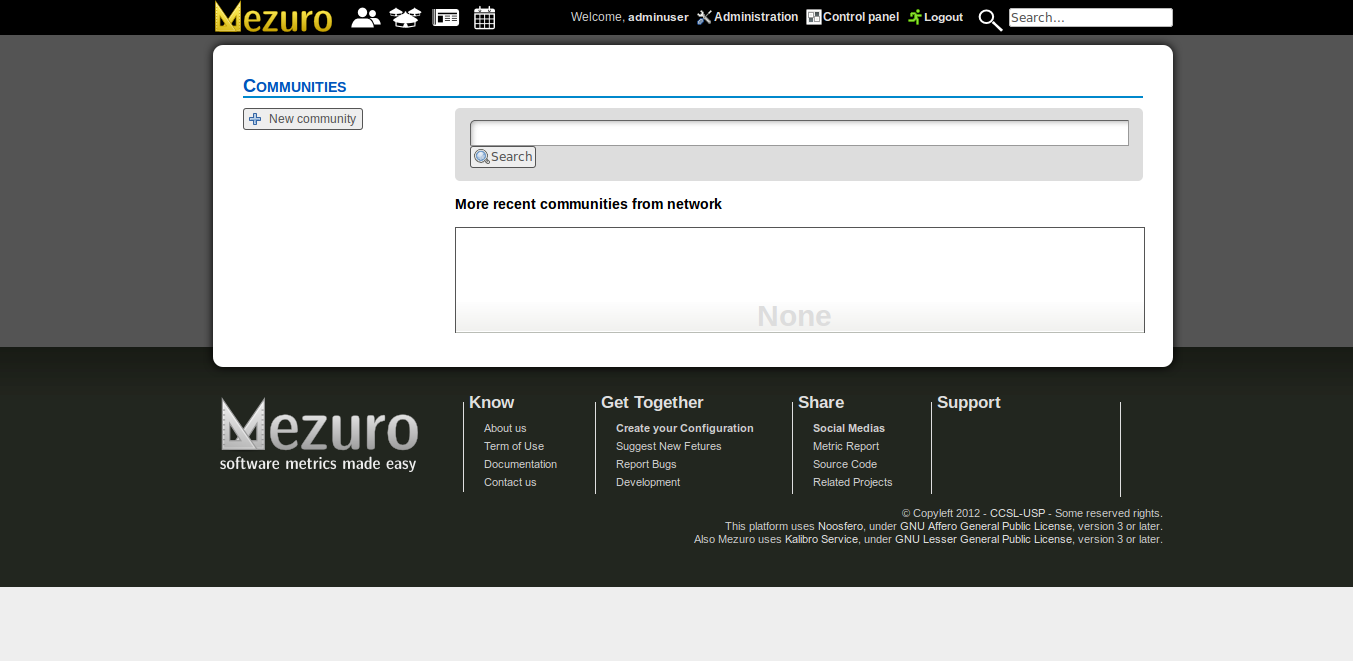 Mezuro
Welcome, adminuser Administration Control panel Logout Search...
Communities
New community
Search
More recent communities from network
None
Mezuro
software metrics made easy
Know
About us
Term of Use
Documentation
Contact us
Get Together
Create your Configuration
Suggest New Fetures
Report Bugs
Development
Share
Social Medias
Metric Report
Source Code
Related Projects
Support
© Copyleft 2012 - CCSL-USP - Some reserved rights.
This platform uses Noosfero, under GNU Affero General Public License, version 3 or later.
Also Mezuro uses Kalibro Service, under GNU Lesser General Public License, version 3 or later.